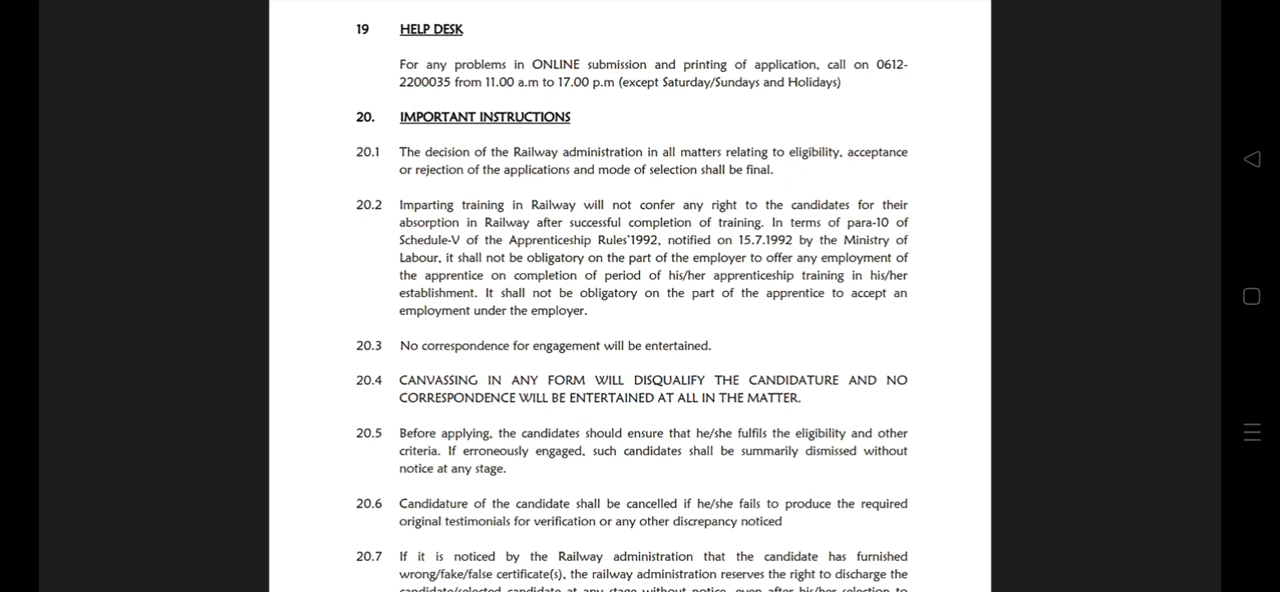 19 HELP DESK
For any problems in ONLINE submission and printing of application, call on 0612-
2200035 from 11.00 a.m to 17.00 p.m (except Saturday/Sundays and Holidays)
20. IMPORTANT INSTRUCTIONS
20.1 The decision of the Railway administration in all matters relating to eligibility, acceptance
or rejection of the applications and mode of selection shall be final.
20.2 Imparting training in Railway will not confer any right to the candidates for their
absorption in Railway after successful completion of training. In terms of para-10 of
Schedule-V of the Apprenticeship Rules'1992, notified on 15.7.1992 by the Ministry of
Labour, it shall not be obligatory on the part of the employer to offer any employment of
the apprentice on completion of period of his/her apprenticeship training in his/her
establishment. It shall not be obligatory on the part of the apprentice to accept an
employment under the employer.
20.3 No correspondence for engagement will be entertained.
20.4 CANVASSING IN ANY FORM WILL DISQUALIFY THE CANDIDATURE AND NO
CORRESPONDENCE WILL BE ENTERTAINED AT ALL IN THE MATTER.
20.5 Before applying, the candidates should ensure that he/she fulfils the eligibility and other
criteria. If erroneously engaged, such candidates shall be summarily dismissed without
notice at any stage.
20.6 Candidature of the candidate shall be cancelled if he/she fails to produce the required
original testimonials for verification or any other discrepancy noticed
20.7 If it is noticed by the Railway administration that the candidate has furnished
wrong/fake/false certificate(s), the railway administration reserves the right to discharge the
candidate/selected candidate at any stage without notice, even after his/her selection to